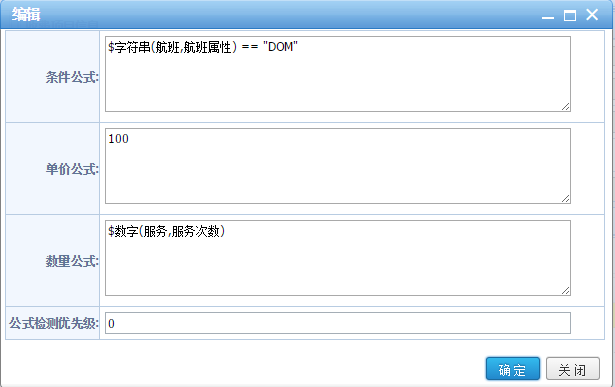 编辑
条件公式:
$字符串(航班,航班属性) == "DOM"
单价公式:
100
数量公式:
$数字(服务,服务次数)
公式检测优先级:
0
确定 关闭